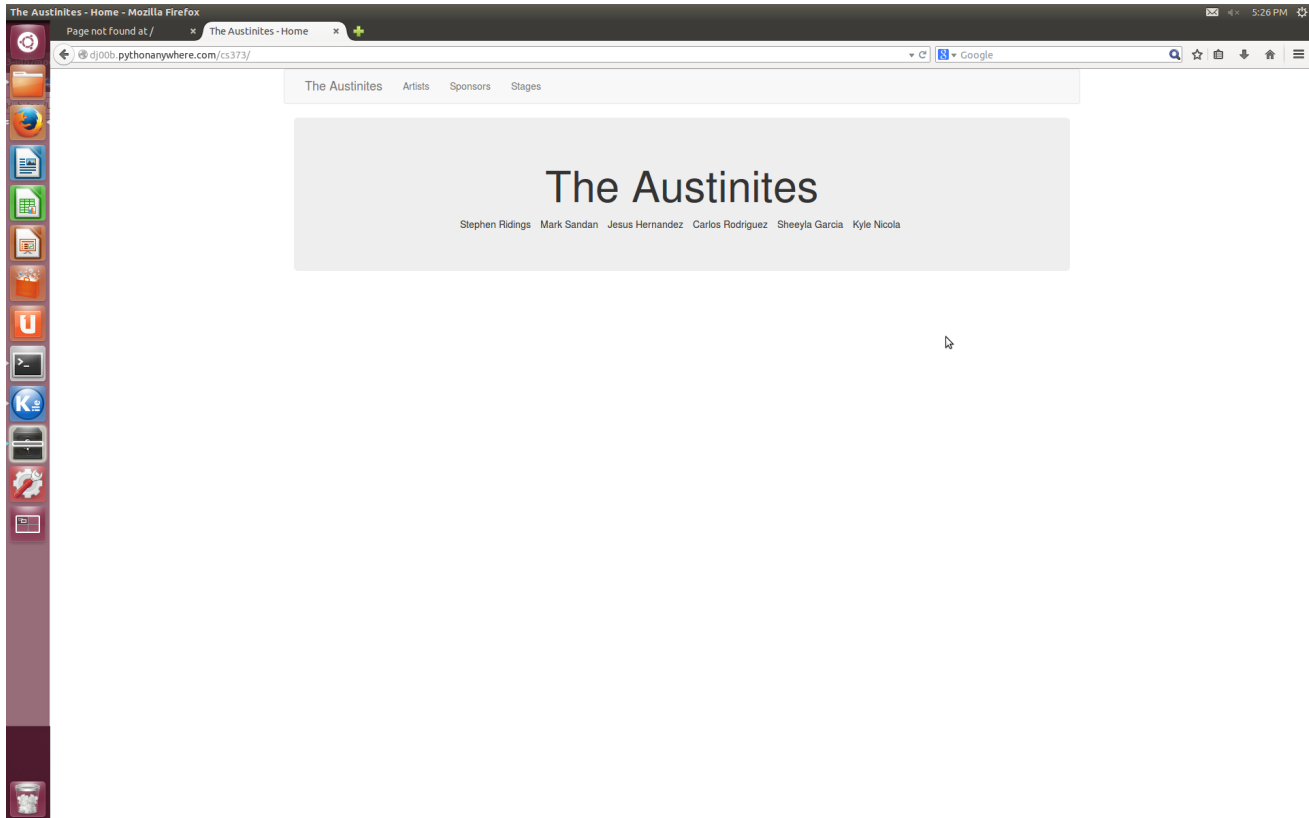 The Austinites - Home - Mozilla Firefox 5:26 PM
Page not found at / The Austinites - Home
dj00b.pythonanywhere.com/cs373/ Google
The Austinites Artists Sponsors Stages
The Austinites
Stephen Ridings Mark Sandan Jesus Hernandez Carlos Rodriguez Sheeyla Garcia Kyle Nicola